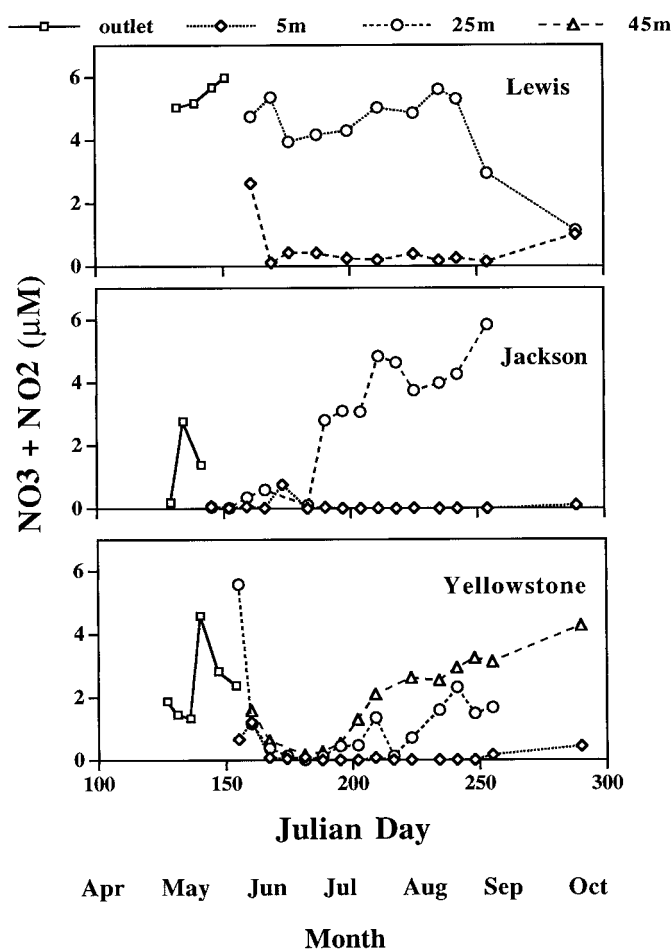 outlet 5m 25m 45m
Lewis
6
4
2
0
Jackson
6
4
2
0
Yellowstone
6
4
2
0
NO3 + NO2 (µM)
100 150 200 250 300
Julian Day
Apr May Jun Jul Aug Sep Oct
Month